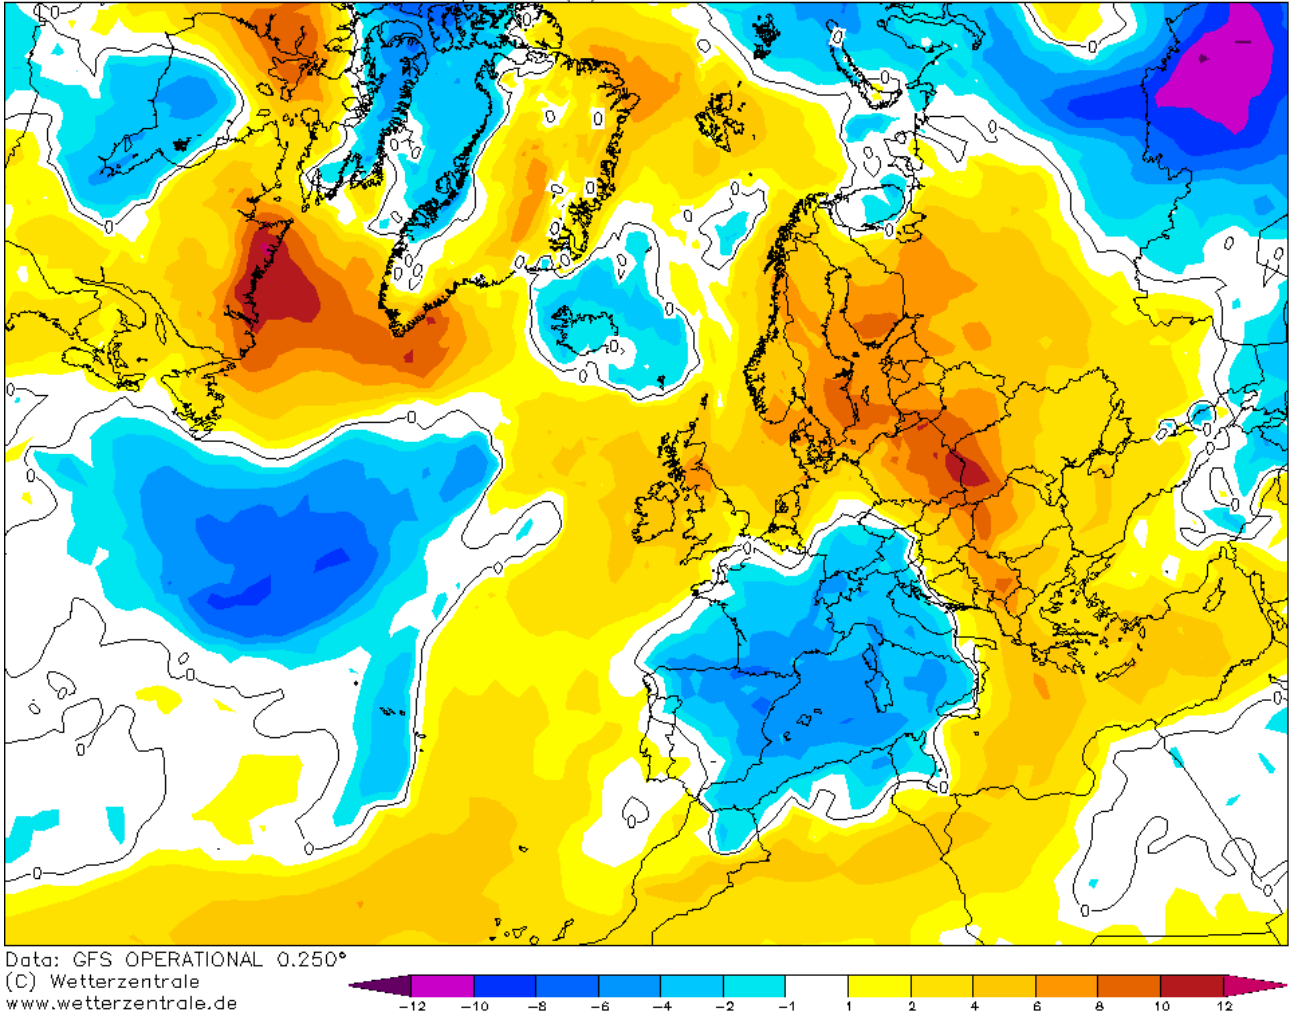 Data: GFS OPERATIONAL 0.250°
(C) Wetterzentrale
www.wetterzentrale.de
-12 -10 -8 -6 -4 -2 -1 1 2 4 6 8 10 12